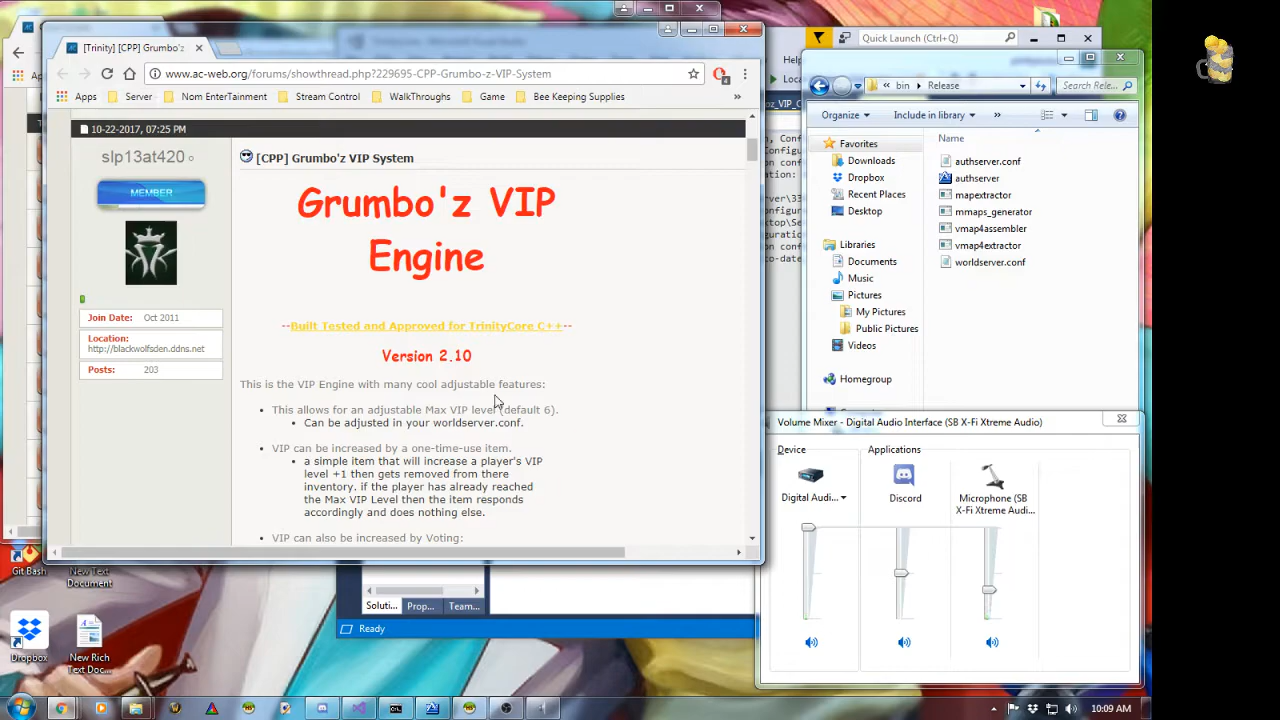 [Trinity] [CPP] Grumbo'z
www.ac-web.org/forums/showthread.php?229695-CPP-Grumbo-z-VIP-System
4
Apps Server Nom EnterTainment Stream Control WalkThroughs Game Bee Keeping Supplies »
10-22-2017, 07:25 PM
slp13at420
MEMBER
Join Date: Oct 2011
Location:
http://blackwolfsden.ddns.net
Posts: 203
[CPP] Grumbo'z VIP System
Grumbo'z VIP
Engine
--Built Tested and Approved for TrinityCore C++--
Version 2.10
This is the VIP Engine with many cool adjustable features:
This allows for an adjustable Max VIP level (default 6).
Can be adjusted in your worldserver.conf.
VIP can be increased by a one-time-use item.
a simple item that will increase a player's VIP
level +1 then gets removed from there
inventory. if the player has already reached
the Max VIP Level then the item responds
accordingly and does nothing else.
VIP can also be increased by Voting:
Quick Launch (Ctrl+Q)
Loca
oz_VIP_C
« bin ▸ Release
Search Rele...
Organize Include in library »
Favorites
Downloads
Dropbox
Recent Places
Desktop
Libraries
Documents
Music
Pictures
My Pictures
Public Pictures
Videos
Homegroup
Name
authserver.conf
authserver
mapextractor
mmaps_generator
vmap4assembler
vmap4extractor
worldserver.conf
Volume Mixer - Digital Audio Interface (SB X-Fi Xtreme Audio)
Device
Applications
Digital Audi...
Discord
Microphone (SB
X-Fi Xtreme Audi...
Soluti... Prop... Team...
Ready
Git Bash
New Text
Document
Dropbox
New Rich
Text Doc...
10:09 AM